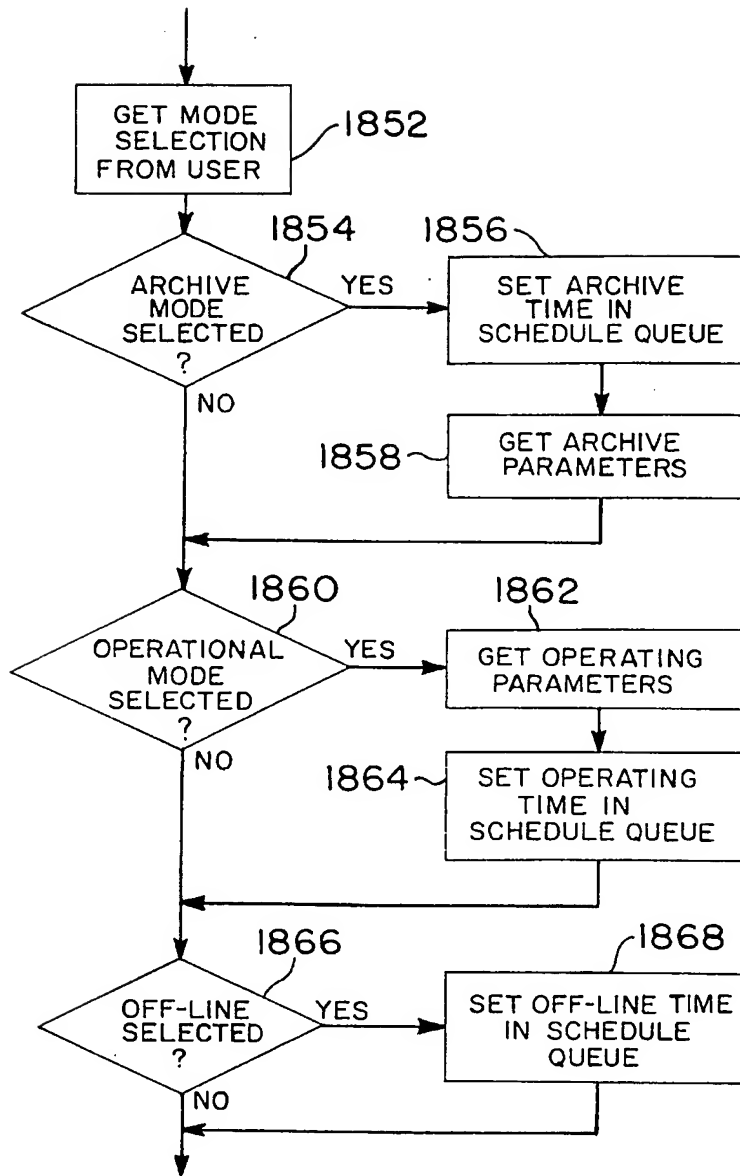 GET MODE
SELECTION
FROM USER
1852
1854
ARCHIVE
MODE
SELECTED
?
YES
NO
1856
SET ARCHIVE
TIME IN
SCHEDULE QUEUE
1858
GET ARCHIVE
PARAMETERS
1860
OPERATIONAL
MODE
SELECTED
?
YES
NO
1862
GET OPERATING
PARAMETERS
1864
SET OPERATING
TIME IN
SCHEDULE QUEUE
1866
OFF-LINE
SELECTED
?
YES
NO
1868
SET OFF-LINE TIME
IN SCHEDULE
QUEUE